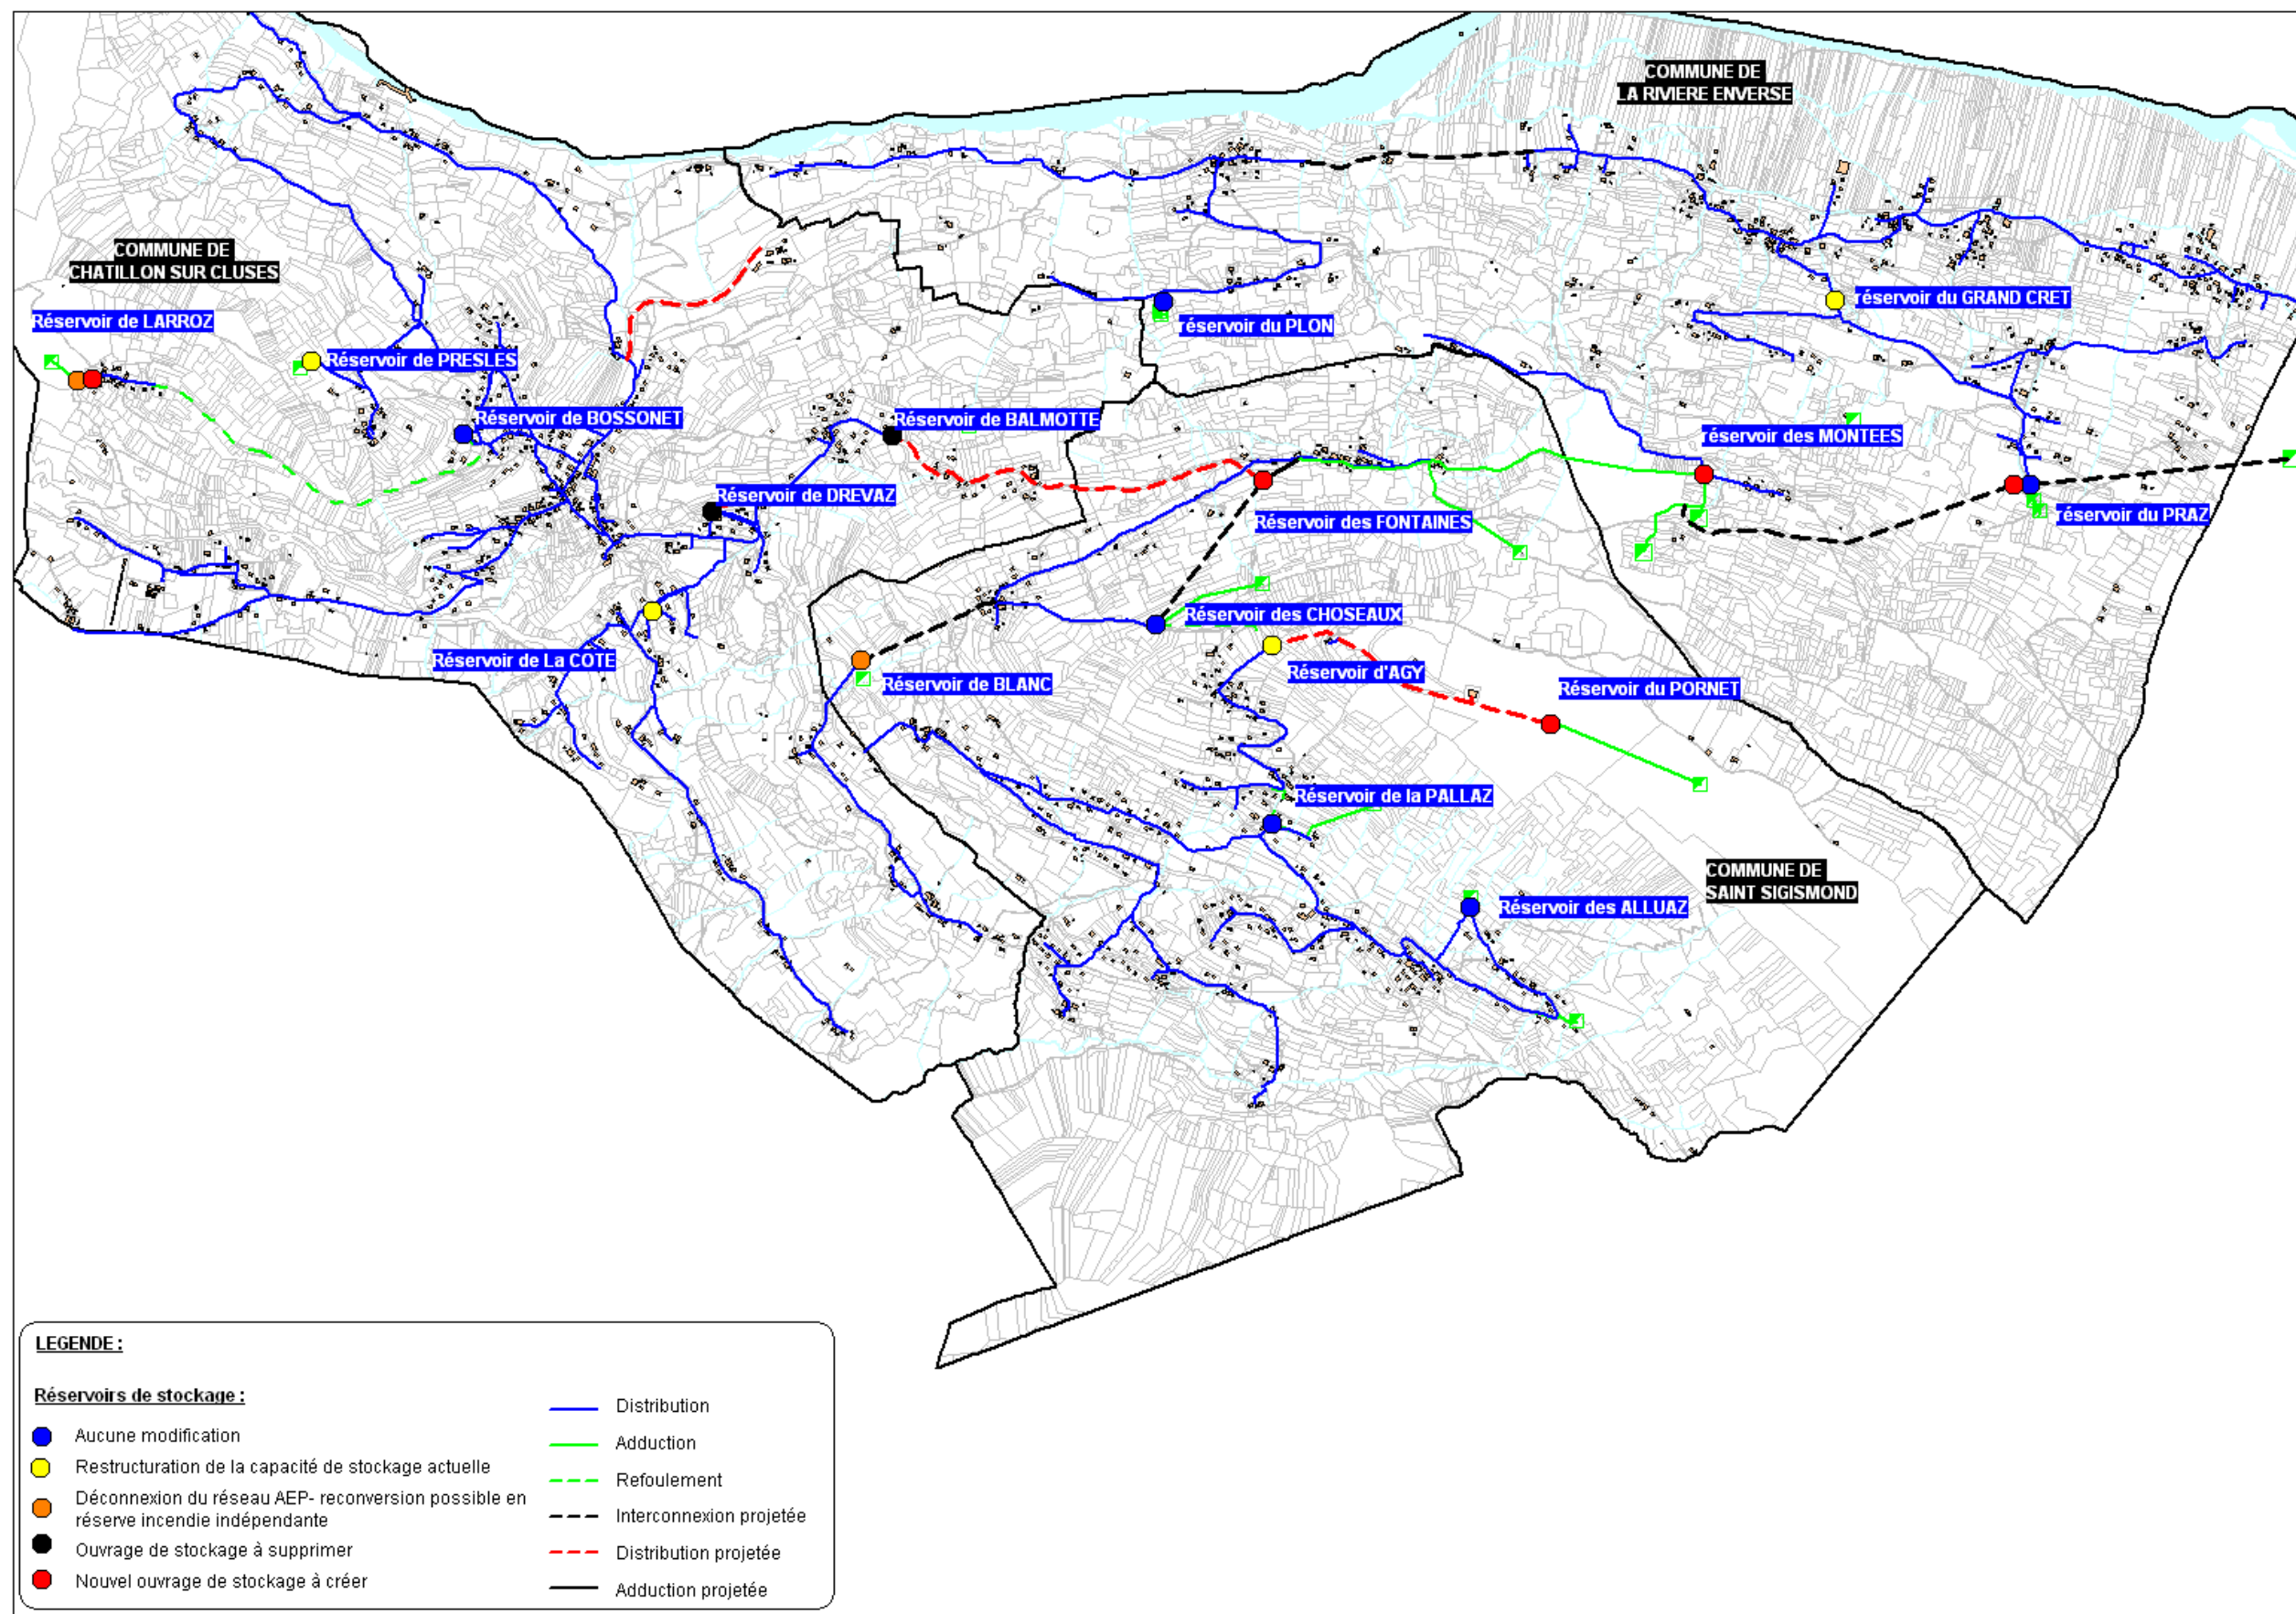 COMMUNE DE
LA RIVIERE ENVERSE
COMMUNE DE
CHATILLON SUR CLUSES
réservoir du GRAND CRET
Réservoir de LARROZ
réservoir du PLON
Réservoir de PRESLES
Réservoir de BOSSONET
Réservoir de BALMOTTE
réservoir des MONTEES
Réservoir de DREVAZ
Réservoir des FONTAINES
réservoir du PRAZ
Réservoir des CHOSEAUX
Réservoir de La COTE
Réservoir d'AGY
Réservoir de BLANC
Réservoir du PORNET
Réservoir de la PALLAZ
COMMUNE DE
SAINT SIGISMOND
Réservoir des ALLUAZ
LEGENDE :
Réservoirs de stockage :
Aucune modification
Restructuration de la capacité de stockage actuelle
Déconnexion du réseau AEP- reconversion possible en
réserve incendie indépendante
Ouvrage de stockage à supprimer
Nouvel ouvrage de stockage à créer
Distribution
Adduction
Refoulement
Interconnexion projetée
Distribution projetée
Adduction projetée